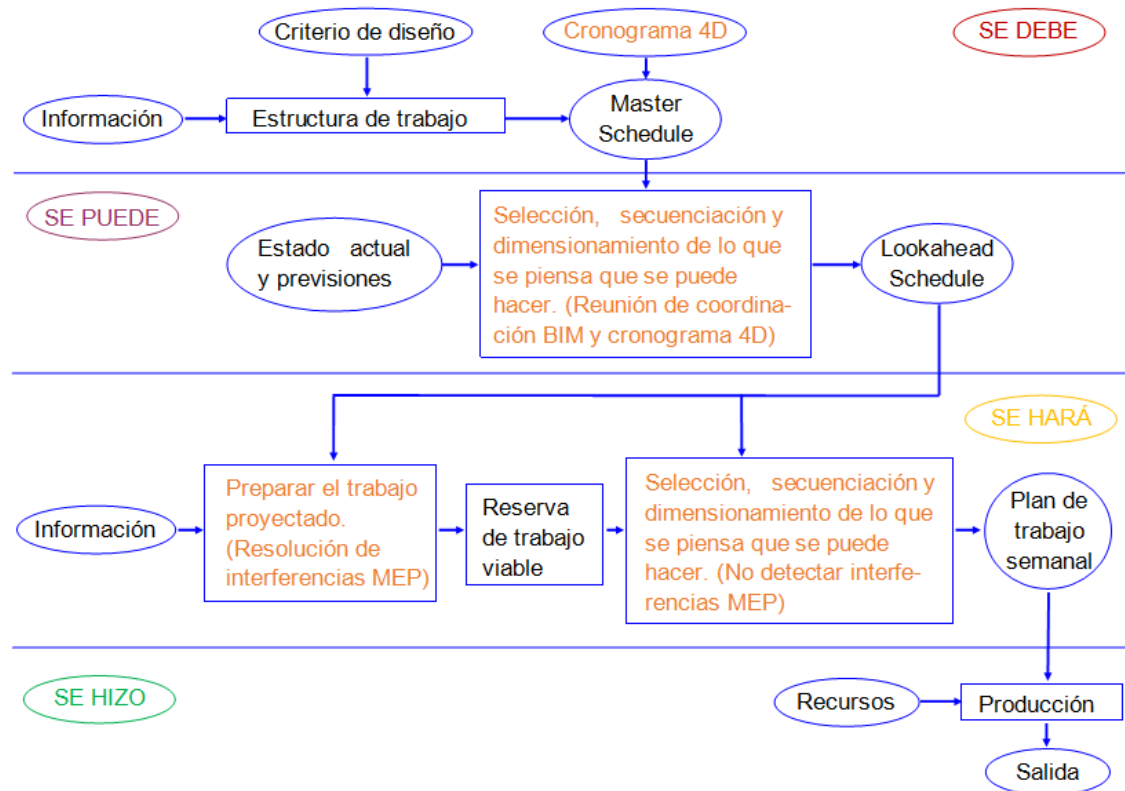 Criterio de diseño
Cronograma 4D
SE DEBE
Información
Estructura de trabajo
Master
Schedule
SE PUEDE
Estado actual
y previsiones
Selección, secuenciación y
dimensionamiento de lo que
se piensa que se puede
hacer. (Reunión de coordina-
ción BIM y cronograma 4D)
Lookahead
Schedule
SE HARÁ
Información
Preparar el trabajo
proyectado.
(Resolución de
interferencias MEP)
Reserva
de trabajo
viable
Selección, secuenciación y
dimensionamiento de lo que
se piensa que se puede
hacer. (No detectar interfe-
rencias MEP)
Plan de
trabajo
semanal
SE HIZO
Recursos
Producción
Salida